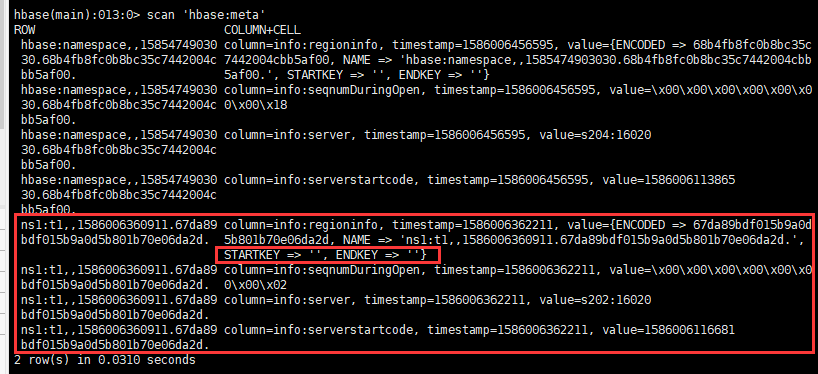 hbase(main):013:0> scan 'hbase:meta'
ROW COLUMN+CELL
hbase:namespace,,15854749030 column=info:regioninfo, timestamp=1586006456595, value={ENCODED => 68b4fb8fc0b8bc35c
30.68b4fb8fc0b8bc35c7442004c 7442004cbb5af00, NAME => 'hbase:namespace,,1585474903030.68b4fb8fc0b8bc35c7442004cbb
bb5af00. 5af00.', STARTKEY => '', ENDKEY => ''}
hbase:namespace,,15854749030 column=info:seqnumDuringOpen, timestamp=1586006456595, value=\x00\x00\x00\x00\x00\x0
30.68b4fb8fc0b8bc35c7442004c 0\x00\x18
bb5af00.
hbase:namespace,,15854749030 column=info:server, timestamp=1586006456595, value=s204:16020
30.68b4fb8fc0b8bc35c7442004c
bb5af00.
hbase:namespace,,15854749030 column=info:serverstartcode, timestamp=1586006456595, value=1586006113865
30.68b4fb8fc0b8bc35c7442004c
bb5af00.
ns1:t1,,1586006360911.67da89 column=info:regioninfo, timestamp=1586006362211, value={ENCODED => 67da89bdf015b9a0d
bdf015b9a0d5b801b70e06da2d. 5b801b70e06da2d, NAME => 'ns1:t1,,1586006360911.67da89bdf015b9a0d5b801b70e06da2d.',
STARTKEY => '', ENDKEY => ''}
ns1:t1,,1586006360911.67da89 column=info:seqnumDuringOpen, timestamp=1586006362211, value=\x00\x00\x00\x00\x00\x0
bdf015b9a0d5b801b70e06da2d. 0\x00\x02
ns1:t1,,1586006360911.67da89 column=info:server, timestamp=1586006362211, value=s202:16020
bdf015b9a0d5b801b70e06da2d.
ns1:t1,,1586006360911.67da89 column=info:serverstartcode, timestamp=1586006362211, value=1586006116681
bdf015b9a0d5b801b70e06da2d.
2 row(s) in 0.0310 seconds